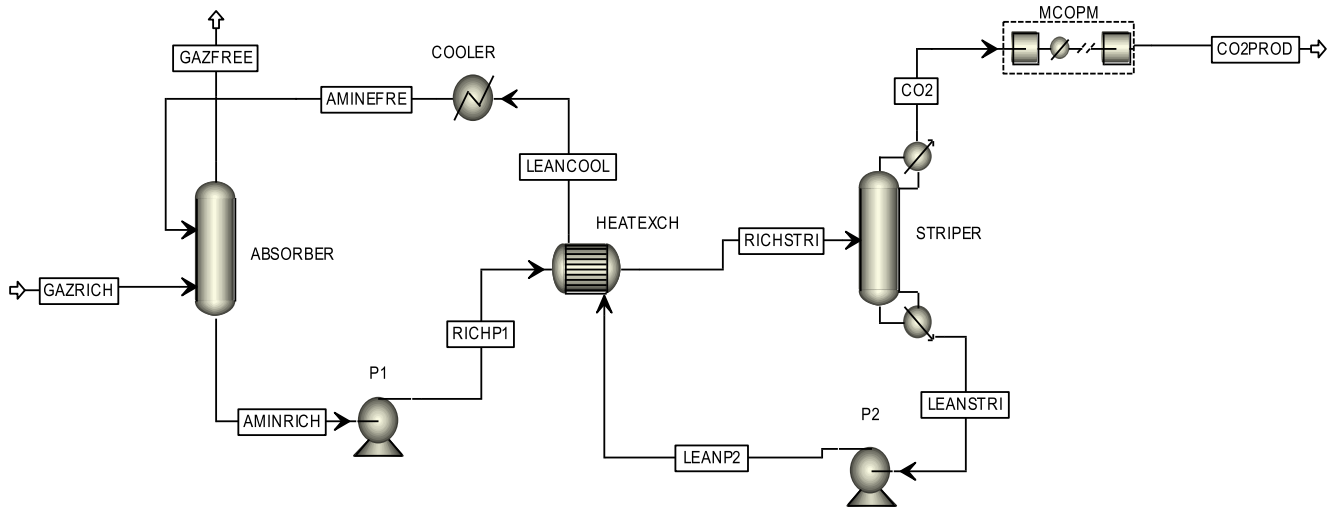 MCOPM
GAZFREE
COOLER
CO2PROD
AMINEFRE
CO2
LEANCOOL
HEATEXCH
RICHSTRI
STRIPER
ABSORBER
GAZRICH
RICHP1
P1
LEANSTRI
P2
AMINRICH
LEANP2